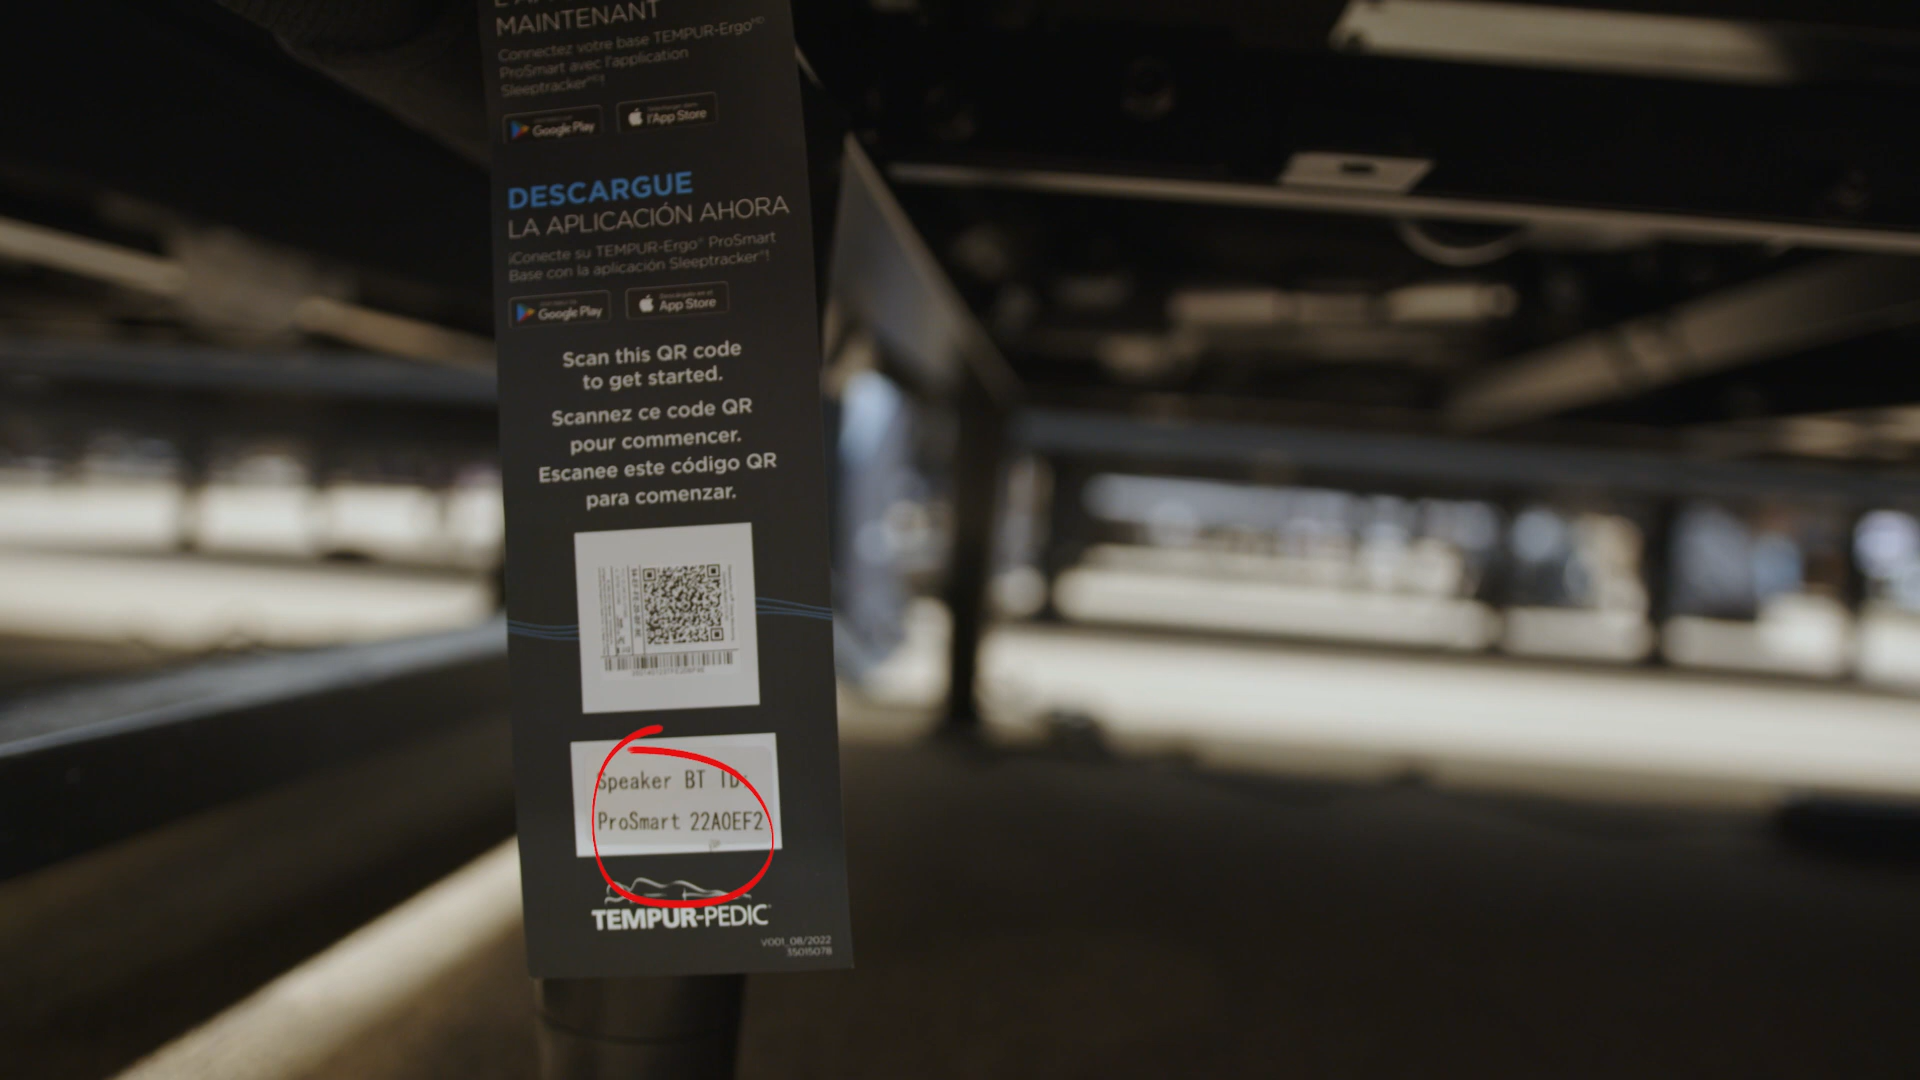 MAINTENANT
Connectez votre base TEMPUR-Ergo
ProSmart avec l'application
Sleeptracker
Google Play
l'App Store
DESCARGUE
LA APLICACIÓN AHORA
¡Conecte su TEMPUR-Ergo® ProSmart
Base con la aplicación Sleeptracker®!
Google Play
App Store
Scan this QR code
to get started.
Scannez ce code QR
pour commencer.
Escanee este código QR
para comenzar.
Speaker BT ID:
ProSmart 22A0EF2
TEMPUR-PEDIC
V001_08/2022
35015078